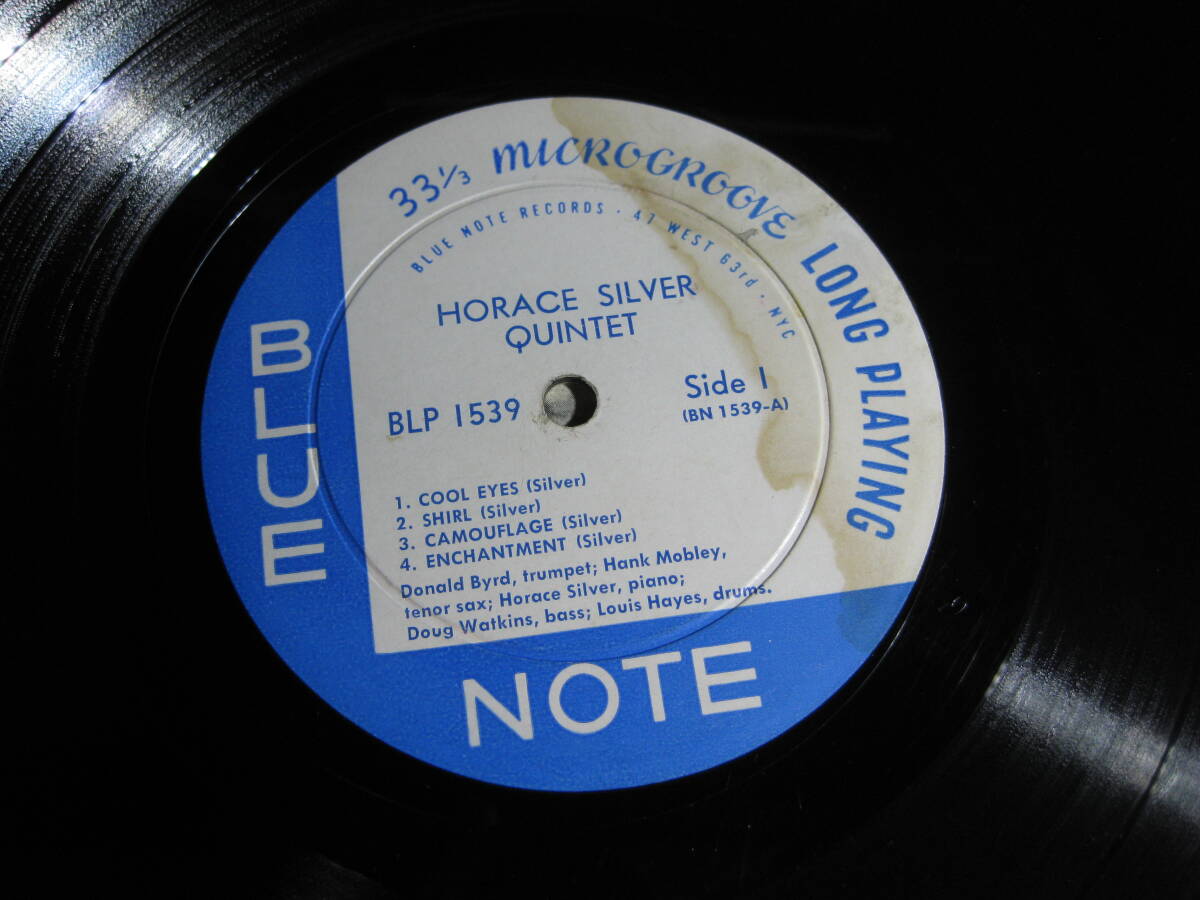 33⅓ MICROGROOVE LONG PLAYING
BLUE NOTE RECORDS · 47 WEST 63rd · NYC
HORACE SILVER
QUINTET
BLP 1539
Side 1
(BN 1539-A)
1. COOL EYES (Silver)
2. SHIRL (Silver)
3. CAMOUFLAGE (Silver)
4. ENCHANTMENT (Silver)
Donald Byrd, trumpet; Hank Mobley,
tenor sax; Horace Silver, piano;
Doug Watkins, bass; Louis Hayes, drums.
BLUE
NOTE